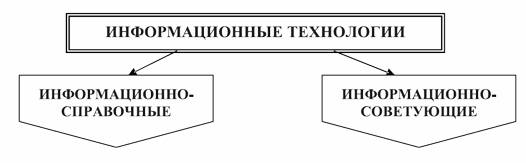 ИНФОРМАЦИОННЫЕ ТЕХНОЛОГИИ
ИНФОРМАЦИОННО-
СПРАВОЧНЫЕ
ИНФОРМАЦИОННО-
СОВЕТУЮЩИЕ